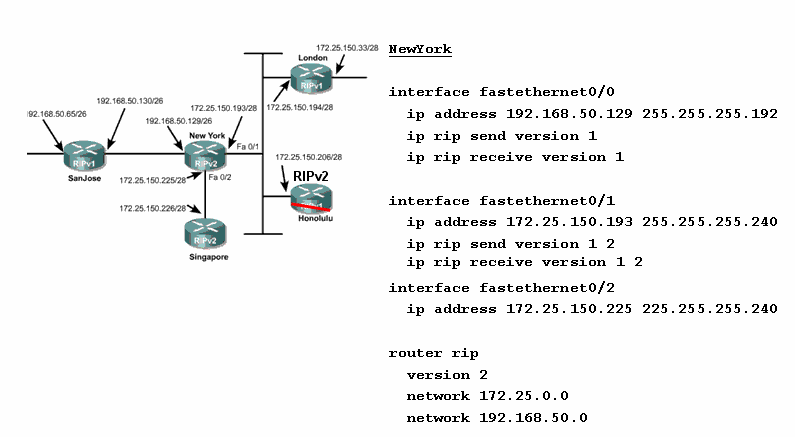 172.25.150.33/28
London
RIPv1
172.25.150.194/28
192.168.50.130/26
172.25.150.193/28
192.168.50.65/26
192.168.50.129/26
New York
Fa 0/1
RIPv1
RIPv2
172.25.150.206/28
SanJose
Fa 0/2
172.25.150.225/28
RIPv2
172.25.150.226/28
Honolulu
RIPv2
Singapore
NewYork
interface fastethernet0/0
ip address 192.168.50.129 255.255.255.192
ip rip send version 1
ip rip receive version 1
interface fastethernet0/1
ip address 172.25.150.193 255.255.255.240
ip rip send version 1 2
ip rip receive version 1 2
interface fastethernet0/2
ip address 172.25.150.225 225.255.255.240
router rip
version 2
network 172.25.0.0
network 192.168.50.0